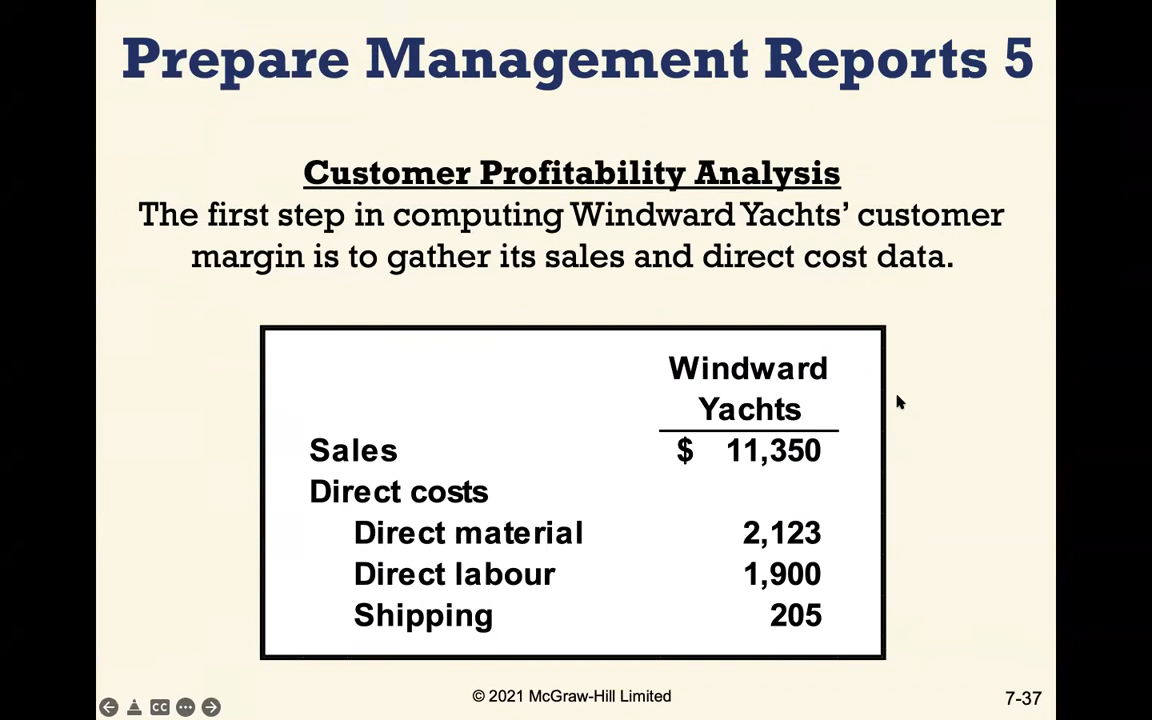 Prepare Management Reports 5
Customer Profitability Analysis
The first step in computing Windward Yachts’ customer
margin is to gather its sales and direct cost data.
Windward
Yachts
Sales $ 11,350
Direct costs
Direct material 2,123
Direct labour 1,900
Shipping 205
CC
© 2021 McGraw-Hill Limited
7-37